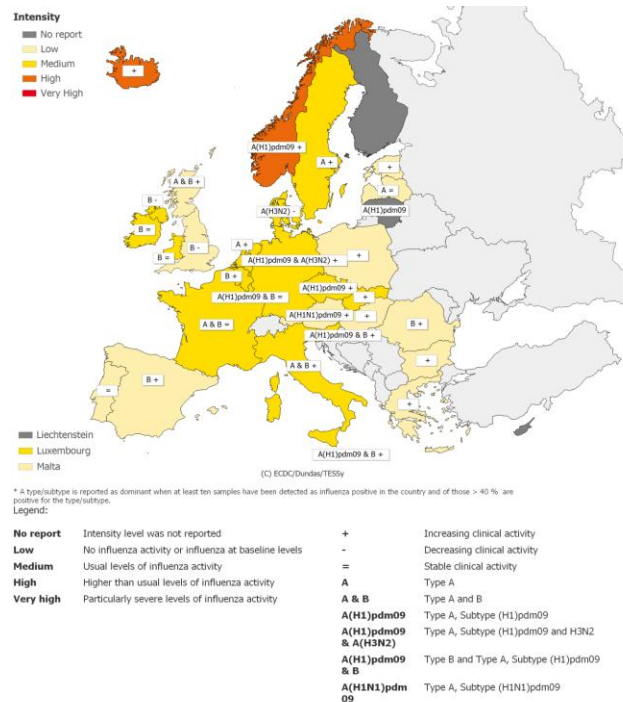 Intensity
No report
Low
Medium
High
Very High
+
A(H1)pdm09 +
A +
+
A =
A(H1)pdm09
A & B +
B -
A(H3N2) -
-
B =
B -
B =
A +
A(H1)pdm09 & A(H3N2) +
+
B +
A(H1)pdm09 +
A(H1)pdm09 & B =
+
A(H1N1)pdm09 +
+
A & B =
B +
A(H1)pdm09 & B +
A & B +
+
B +
=
+
A(H1)pdm09 & B +
Liechtenstein
Luxembourg
Malta
(C) ECDC/Dundas/TESSy
* A type/subtype is reported as dominant when at least ten samples have been detected as influenza positive in the country and of those > 40 % are
positive for the type/subtype.
Legend:
No report Intensity level was not reported + Increasing clinical activity
Low No influenza activity or influenza at baseline levels - Decreasing clinical activity
Medium Usual levels of influenza activity = Stable clinical activity
High Higher than usual levels of influenza activity A Type A
Very high Particularly severe levels of influenza activity A & B Type A and B
A(H1)pdm09 Type A, Subtype (H1)pdm09
A(H1)pdm09 Type A, Subtype (H1)pdm09 and H3N2
& A(H3N2)
A(H1)pdm09 Type B and Type A, Subtype (H1)pdm09
& B
A(H1N1)pdm Type A, Subtype (H1N1)pdm09
09